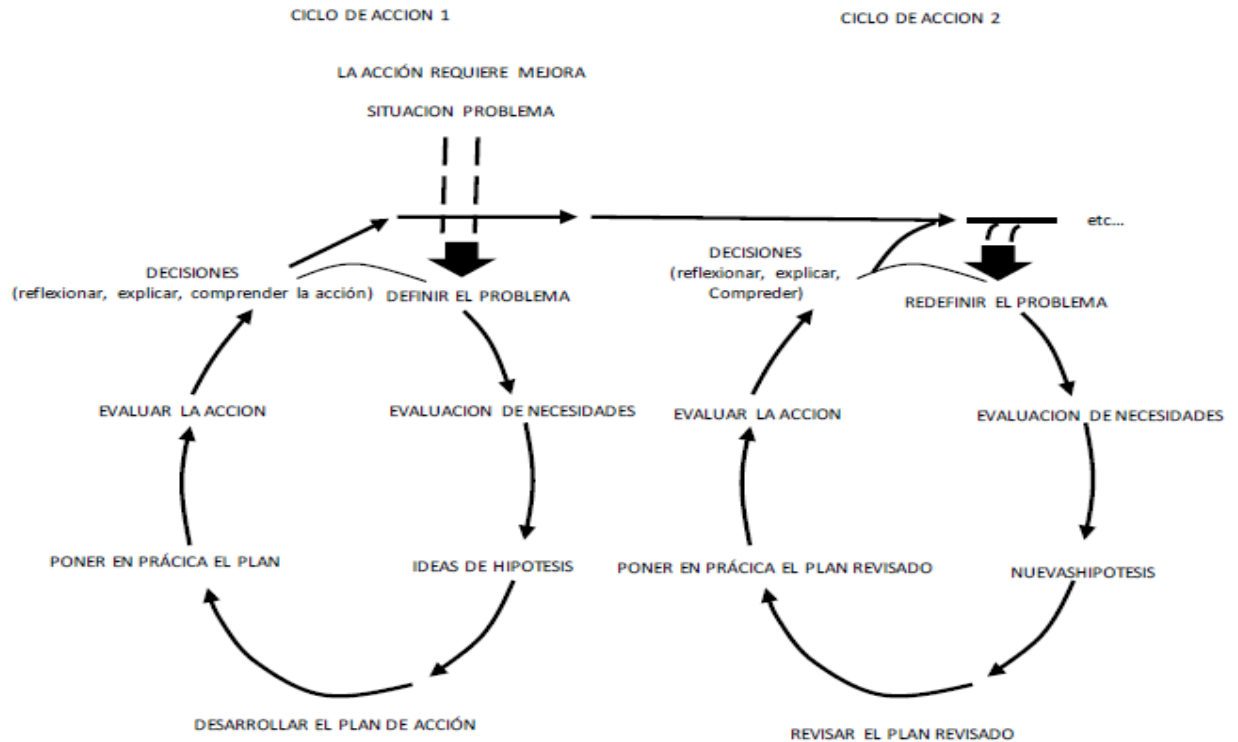 CICLO DE ACCION 1
CICLO DE ACCION 2
LA ACCIÓN REQUIERE MEJORA
SITUACION PROBLEMA
etc...
DECISIONES
(reflexionar, explicar, comprender la acción)
DEFINIR EL PROBLEMA
DECISIONES
(reflexionar, explicar,
Compreder)
REDEFINIR EL PROBLEMA
EVALUAR LA ACCION
EVALUACION DE NECESIDADES
EVALUAR LA ACCION
EVALUACION DE NECESIDADES
PONER EN PRÁCICA EL PLAN
IDEAS DE HIPOTESIS
PONER EN PRÁCICA EL PLAN REVISADO
NUEVASHIPOTESIS
DESARROLLAR EL PLAN DE ACCIÓN
REVISAR EL PLAN REVISADO